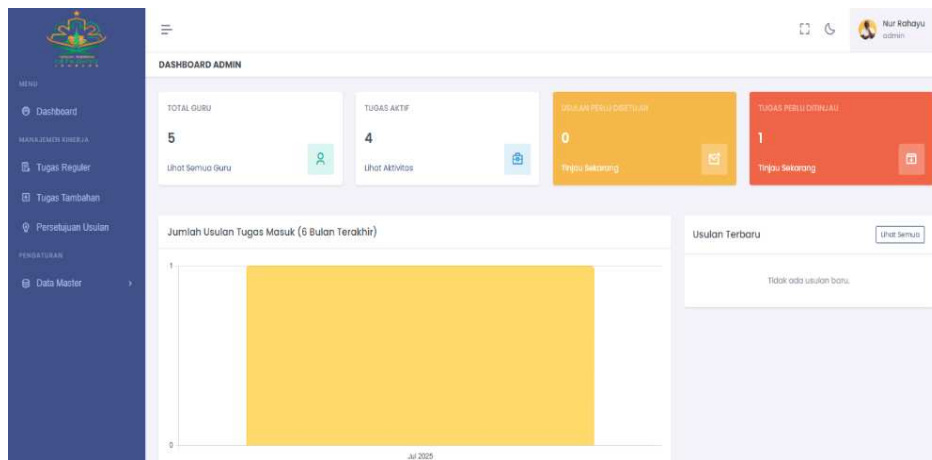 Nur Rahayu
admin
DASHBOARD ADMIN
MENU
Dashboard
MANAJEMEN KINERJA
Tugas Reguler
Tugas Tambahan
Persetujuan Usulan
PENGATURAN
Data Master
TOTAL GURU
5
Lihat Semua Guru
TUGAS AKTIF
4
Lihat Aktivitas
USULAN PERLU DISETUJUI
0
Tinjau Sekarang
TUGAS PERLU DITINJAU
1
Tinjau Sekarang
Jumlah Usulan Tugas Masuk (6 Bulan Terakhir)
1
0
Jul 2025
Usulan Terbaru
Lihat Semua
Tidak ada usulan baru.